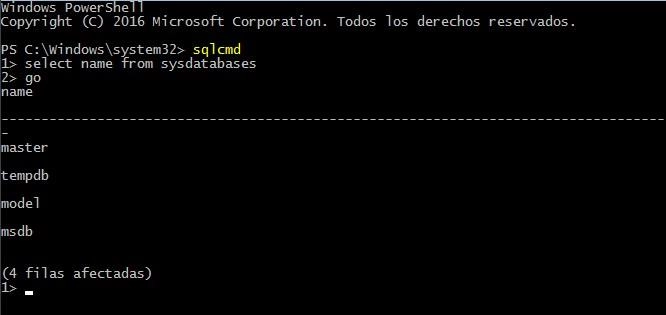 Windows PowerShell
Copyright (C) 2016 Microsoft Corporation. Todos los derechos reservados.
PS C:\Windows\system32> sqlcmd
1> select name from sysdatabases
2> go
name
-----------------------------------------------------------------------------------
-
master
tempdb
model
msdb
(4 filas afectadas)
1>